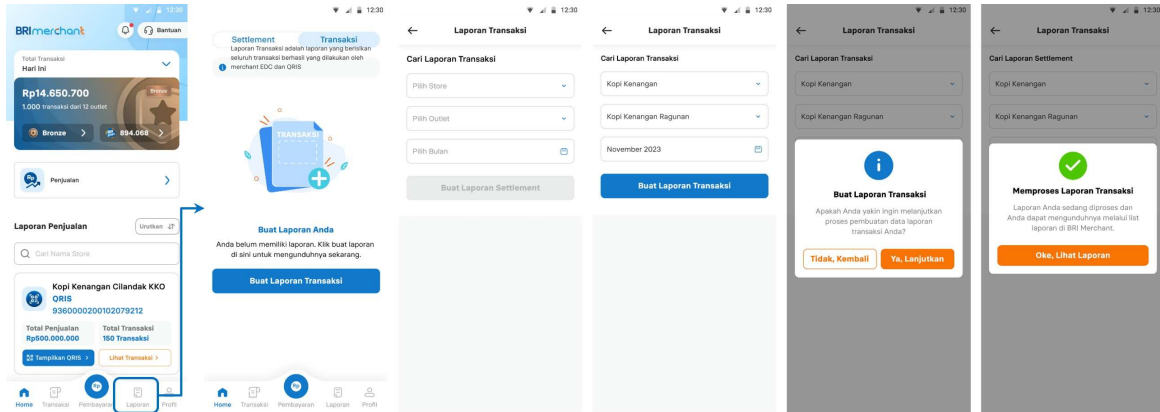 12:30
BRImerchant
Bantuan
Total Transaksi
Hari Ini
Rp14.650.700
Bronze
1.000 transaksi dari 12 outlet
Bronze
894.068
Penjualan
Laporan Penjualan
Urutkan
Cari Nama Store
Kopi Kenangan Cilandak KKO
QRIS
9360000200102079212
Total Penjualan
Total Transaksi
Rp500.000.000
150 Transaksi
Tampilkan QRIS
Lihat Transaksi
Rp
Home
Transaksi
Pembayaran
Laporan
Profil
12:30
Settlement
Transaksi
Laporan Transaksi adalah laporan yang berisikan
seluruh transaksi berhasil yang dilakukan oleh
merchant EDC dan QRIS
TRANSAKSI
Buat Laporan Anda
Anda belum memiliki laporan. Klik buat laporan
di sini untuk mengunduhnya sekarang.
Buat Laporan Transaksi
Rp
Home
Transaksi
Pembayaran
Laporan
Profil
12:30
Laporan Transaksi
Cari Laporan Transaksi
Pilih Store
Pilih Outlet
Pilih Bulan
Buat Laporan Settlement
12:30
Laporan Transaksi
Cari Laporan Transaksi
Kopi Kenangan
Kopi Kenangan Ragunan
November 2023
Buat Laporan Transaksi
12:30
Laporan Transaksi
Cari Laporan Transaksi
Kopi Kenangan
Kopi Kenangan Ragunan
Buat Laporan Transaksi
Apakah Anda yakin ingin melanjutkan
proses pembuatan data laporan
transaksi Anda?
Tidak, Kembali
Ya, Lanjutkan
12:30
Laporan Transaksi
Cari Laporan Settlement
Kopi Kenangan
Kopi Kenangan Ragunan
Memproses Laporan Transaksi
Laporan Anda sedang diproses dan
Anda dapat mengunduhnya melalui list
laporan di BRI Merchant.
Oke, Lihat Laporan